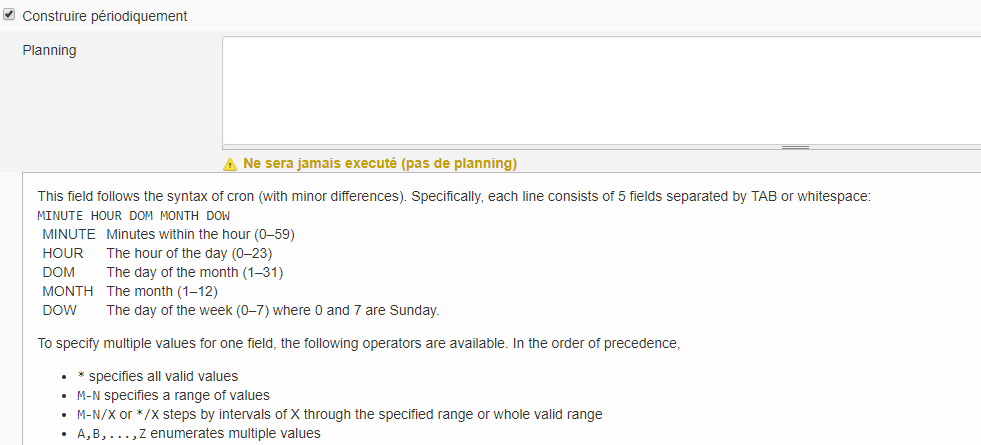 Construire périodiquement
Planning
Ne sera jamais executé (pas de planning)
This field follows the syntax of cron (with minor differences). Specifically, each line consists of 5 fields separated by TAB or whitespace:
MINUTE HOUR DOM MONTH DOW
MINUTE Minutes within the hour (0–59)
HOUR The hour of the day (0–23)
DOM The day of the month (1–31)
MONTH The month (1–12)
DOW The day of the week (0–7) where 0 and 7 are Sunday.
To specify multiple values for one field, the following operators are available. In the order of precedence,
• * specifies all valid values
• M-N specifies a range of values
• M-N/X or */X steps by intervals of X through the specified range or whole valid range
• A,B,...,Z enumerates multiple values